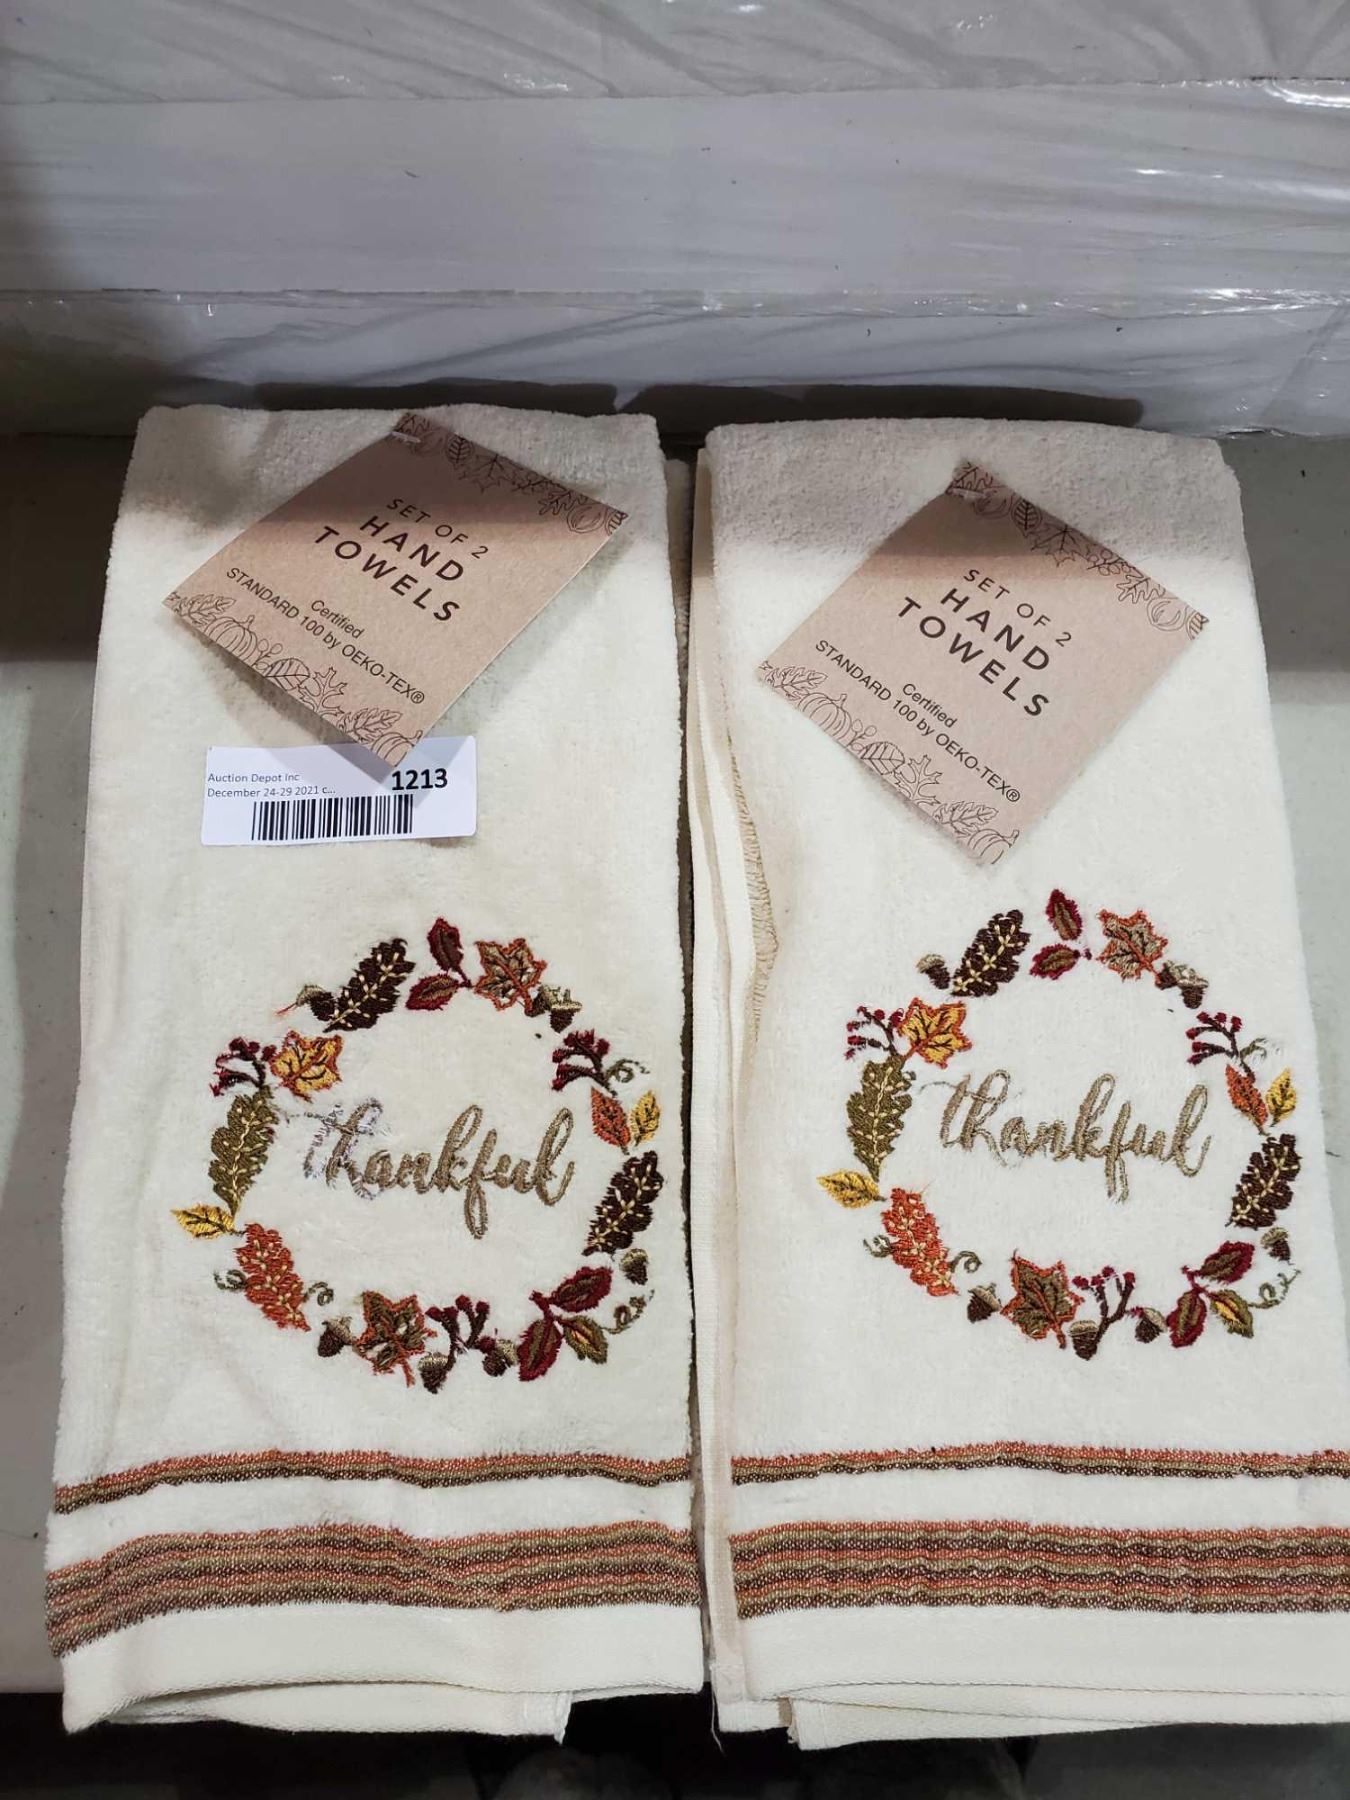 SET OF 2
HAND
TOWELS
Certified
STANDARD 100 by OEKO-TEX®
Auction Depot Inc
December 24-29 2021 c...
1213
thankful
SET OF 2
HAND
TOWELS
Certified
STANDARD 100 by OEKO-TEX®
thankful